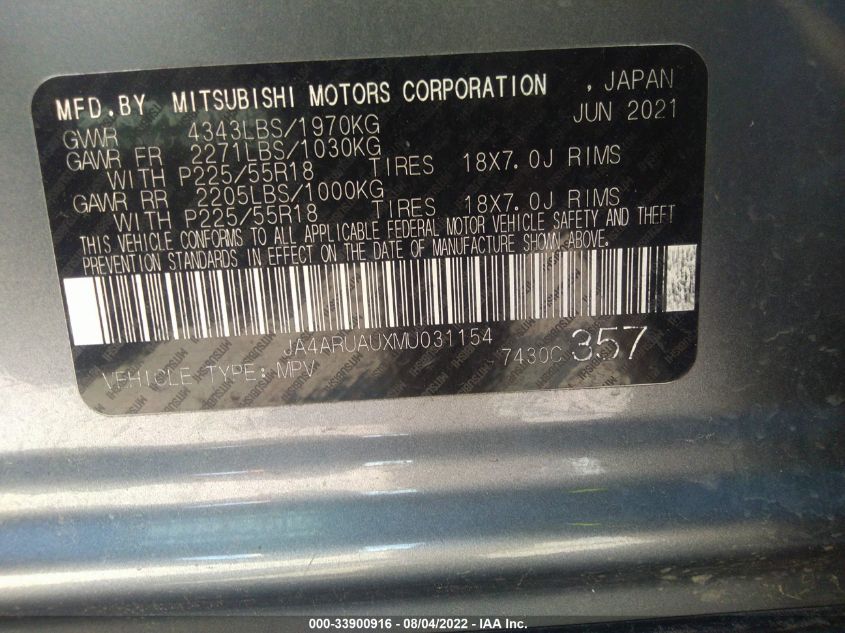 MFD.BY MITSUBISHI MOTORS CORPORATION , JAPAN
GVWR 4343LBS/1970KG JUN 2021
GAWR FR 2271LBS/1030KG
WITH P225/55R18 TIRES 18X7.0J RIMS
GAWR RR 2205LBS/1000KG
WITH P225/55R18 TIRES 18X7.0J RIMS
THIS VEHICLE CONFORMS TO ALL APPLICABLE FEDERAL MOTOR VEHICLE SAFETY AND THEFT
PREVENTION STANDARDS IN EFFECT ON THE DATE OF MANUFACTURE SHOWN ABOVE.
JA4ARUAUXMU031154
VEHICLE TYPE: MPV 7430C 357
000-33900916 - 08/04/2022 - IAA Inc.